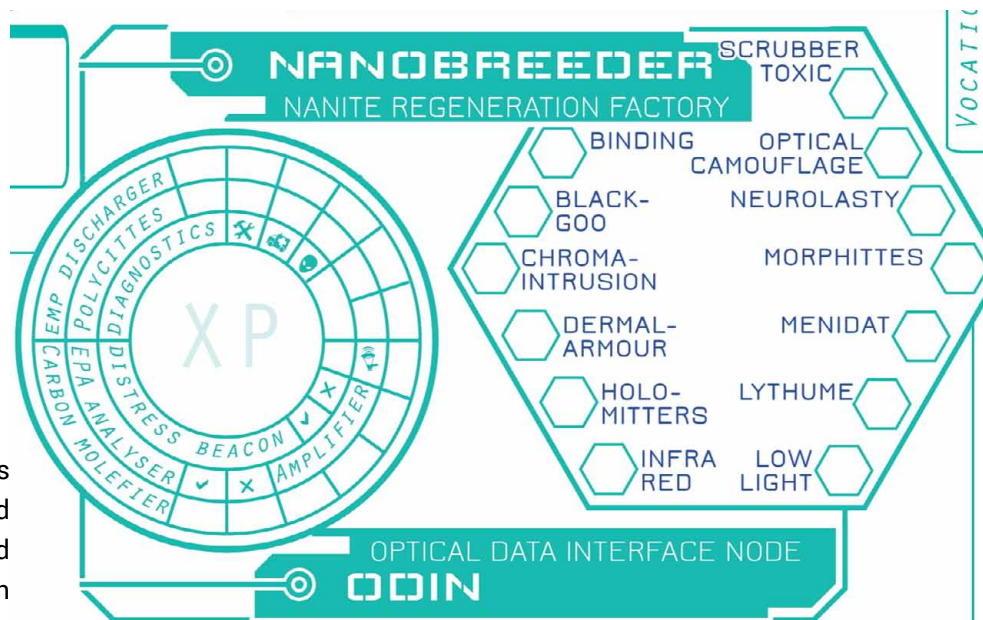 NANOBREEDER
NANITE REGENERATION FACTORY
SCRUBBER
TOXIC
BINDING
OPTICAL
CAMOUFLAGE
BLACK-
GOO
NEUROLASTY
CHROMA-
INTRUSION
MORPHITTES
DERMAL-
ARMOUR
MENIDAT
HOLO-
MITTERS
LYTHUME
INFRA
RED
LOW
LIGHT
EMP DISCHARGER
POLYCITTES
DIAGNOSTICS
XP
DISTRESS BEACON
EPA ANALYSER
CARBON MOLEFIER
AMPLIFIER
OPTICAL DATA INTERFACE NODE
ODIN
s
d
d
n